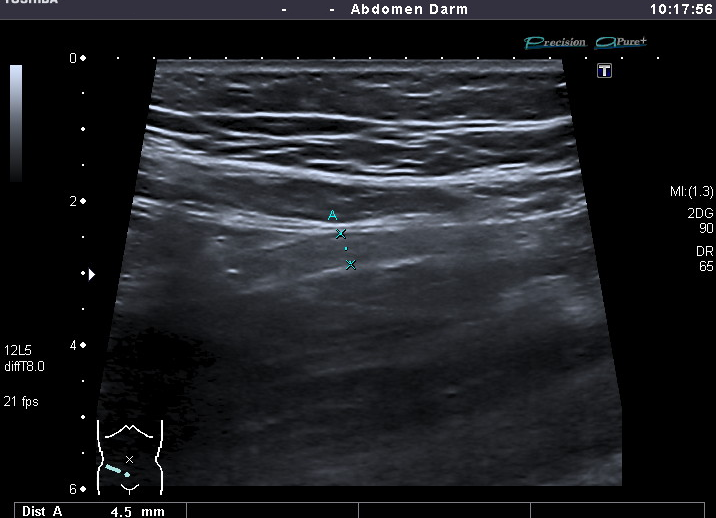 TOSHIBA
- - Abdomen Darm 10:17:56
Precision APure+
T
0
MI:(1.3)
2
2DG
90
A
DR
65
4
12L5
diffT8.0
21 fps
6
Dist A 4.5 mm